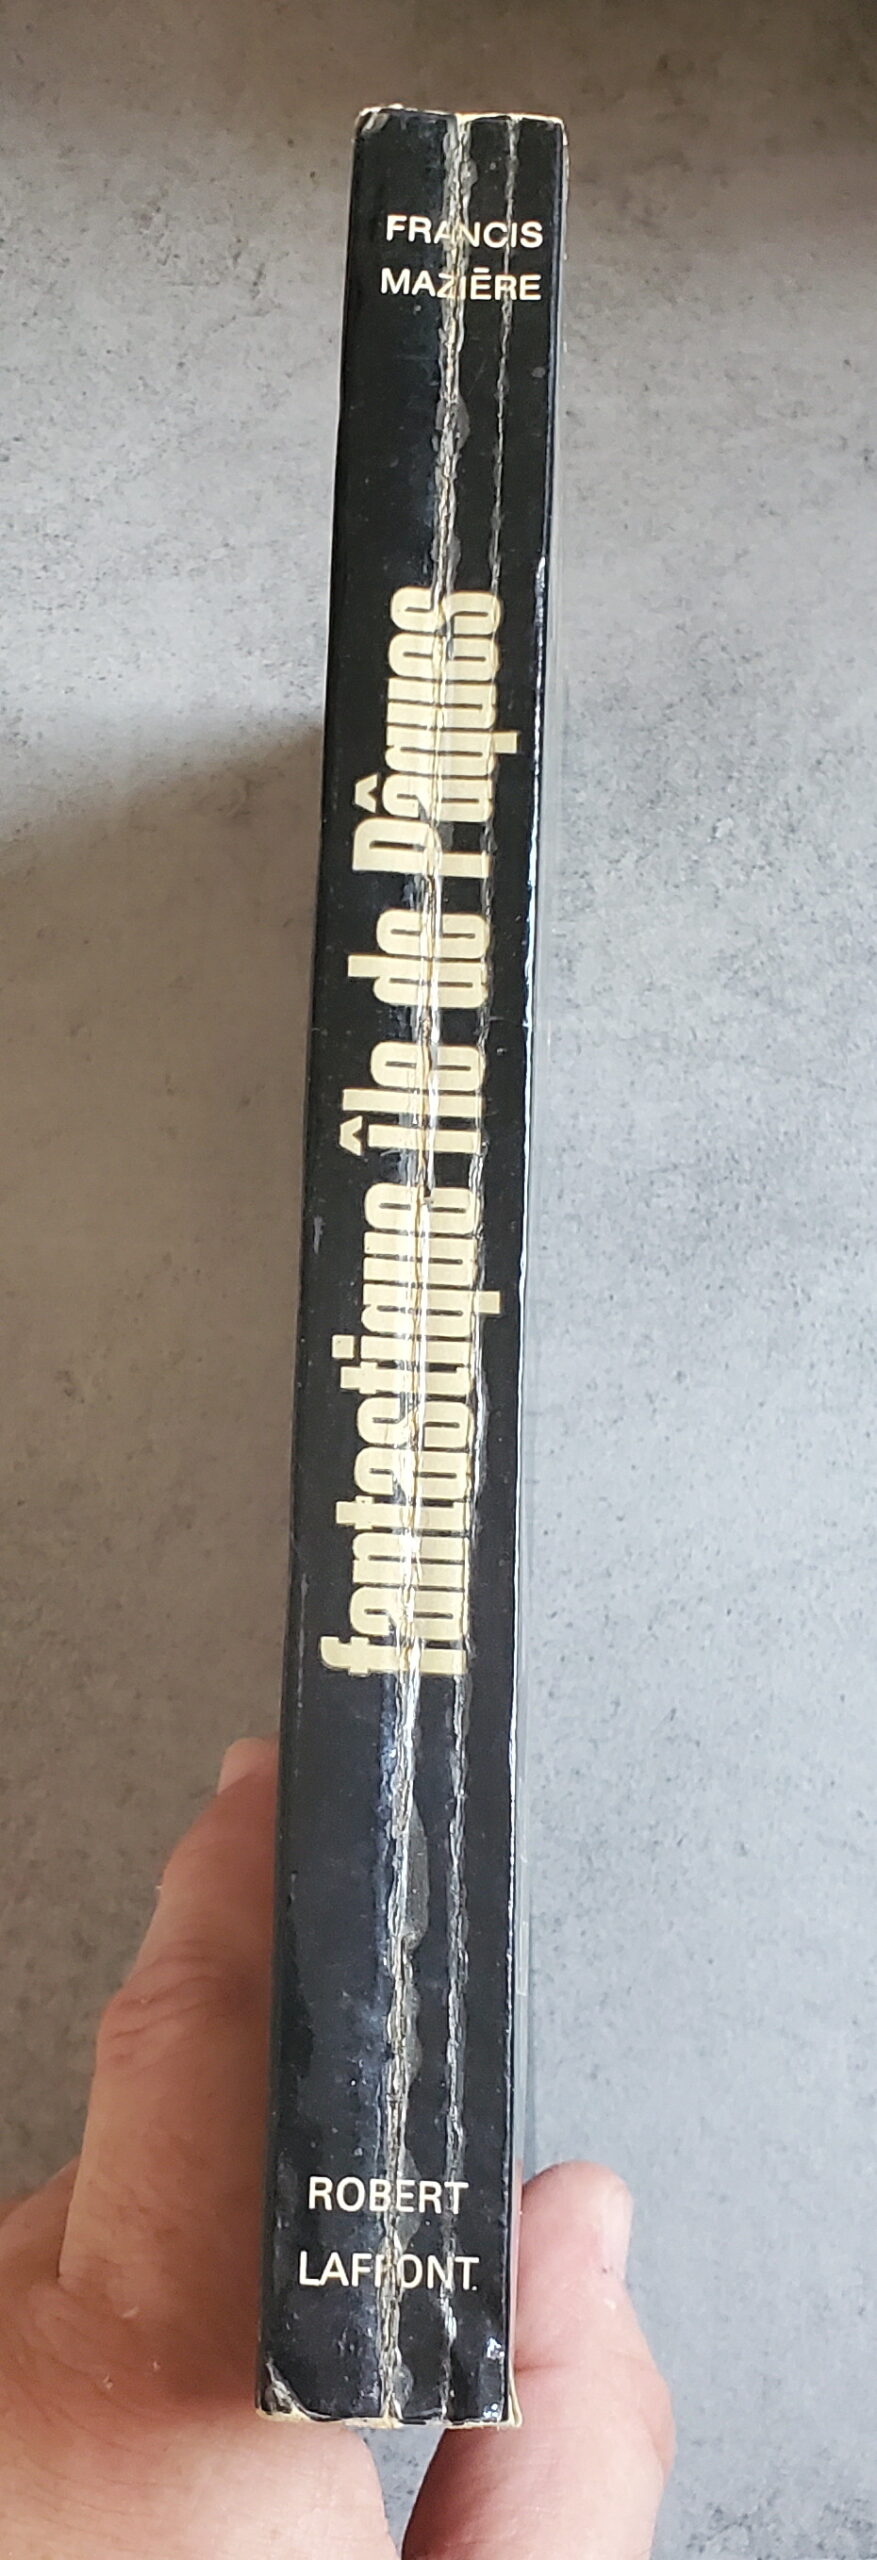 FRANCIS
MAZIÈRE
fantastique île de Pâques
ROBERT
LAFFONT